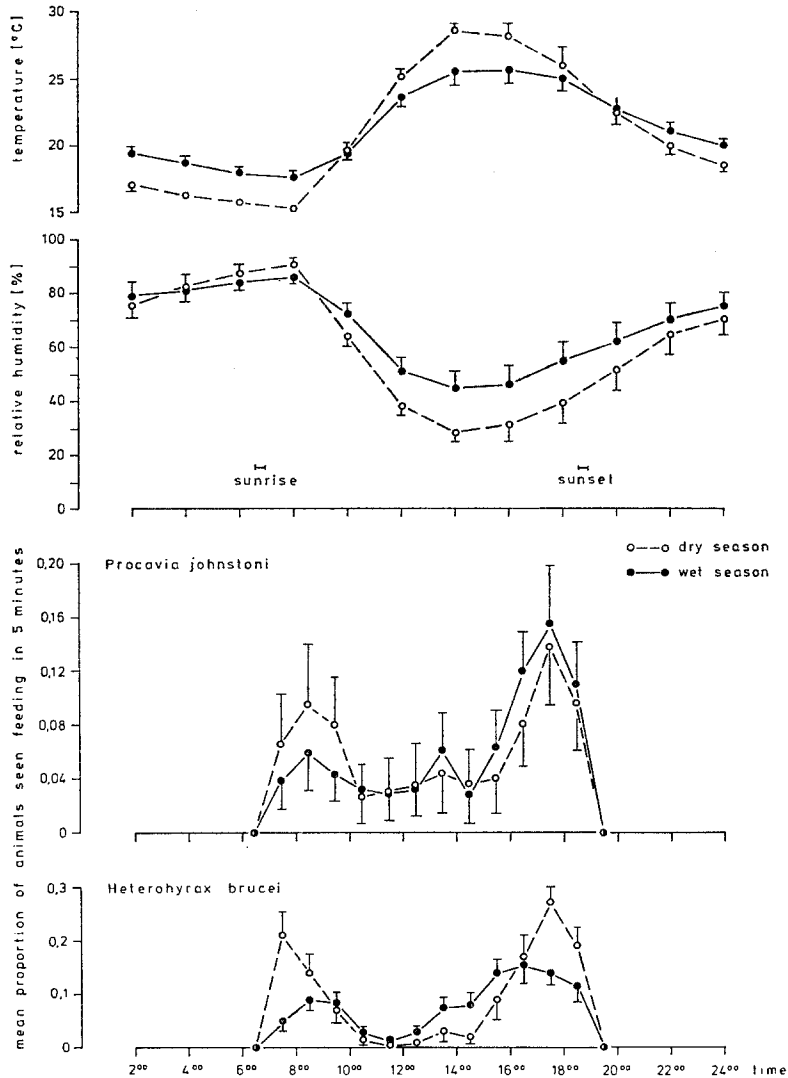 temperature [°C]
30
25
20
15
relative humidity [%]
100
80
60
40
20
0
sunrise
sunset
mean proportion of animals seen feeding in 5 minutes
Procavia johnstoni
dry season
wet season
0,20
0,16
0,12
0,08
0,04
0
Heterohyrax brucei
0,3
0,2
0,1
0
2⁰⁰ 4⁰⁰ 6⁰⁰ 8⁰⁰ 10⁰⁰ 12⁰⁰ 14⁰⁰ 16⁰⁰ 18⁰⁰ 20⁰⁰ 22⁰⁰ 24⁰⁰ time